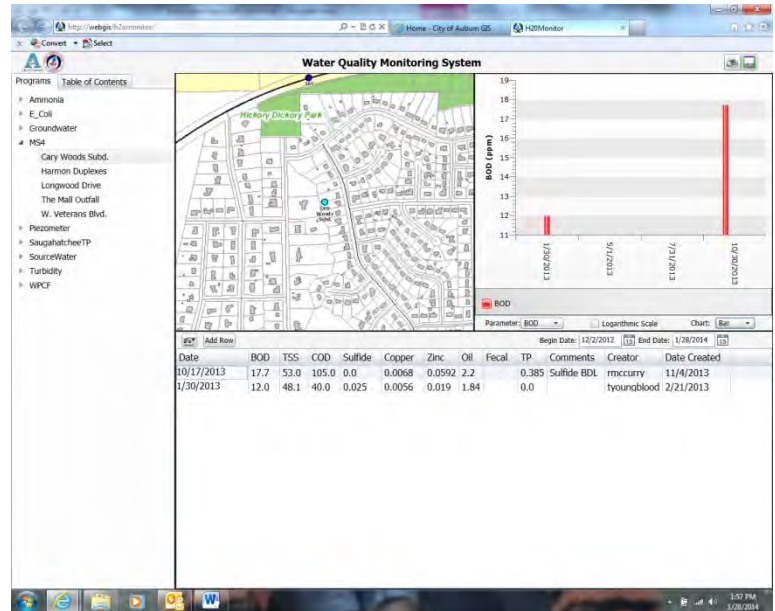 http://webgis/h2omonitor/
Home - City of Auburn GIS
H20Monitor
x
Convert
Select
Water Quality Monitoring System
Programs
Table of Contents
Ammonia
E_Coli
Groundwater
MS4
Cary Woods Subd.
Harmon Duplexes
Longwood Drive
The Mall Outfall
W. Veterans Blvd.
Piezometer
SaugahatcheeTP
SourceWater
Turbidity
WPCF
Hickory Dickory Park
Cary
Woods
Subd.
BOD (ppm)
19
18
17
16
15
14
13
12
11
1/30/2013
5/1/2013
7/31/2013
10/30/2013
BOD
Parameter: BOD
Logarithmic Scale
Chart: Bar
Add Row
Begin Date: 12/2/2012
End Date: 1/28/2014
Date BOD TSS COD Sulfide Copper Zinc Oil Fecal TP Comments Creator Date Created
10/17/2013 17.7 53.0 105.0 0.0 0.0068 0.0592 2.2 0.385 Sulfide BDL rmccurry 11/4/2013
1/30/2013 12.0 48.1 40.0 0.025 0.0056 0.019 1.84 0.0 tyoungblood 2/21/2013
1:57 PM
1/28/2014